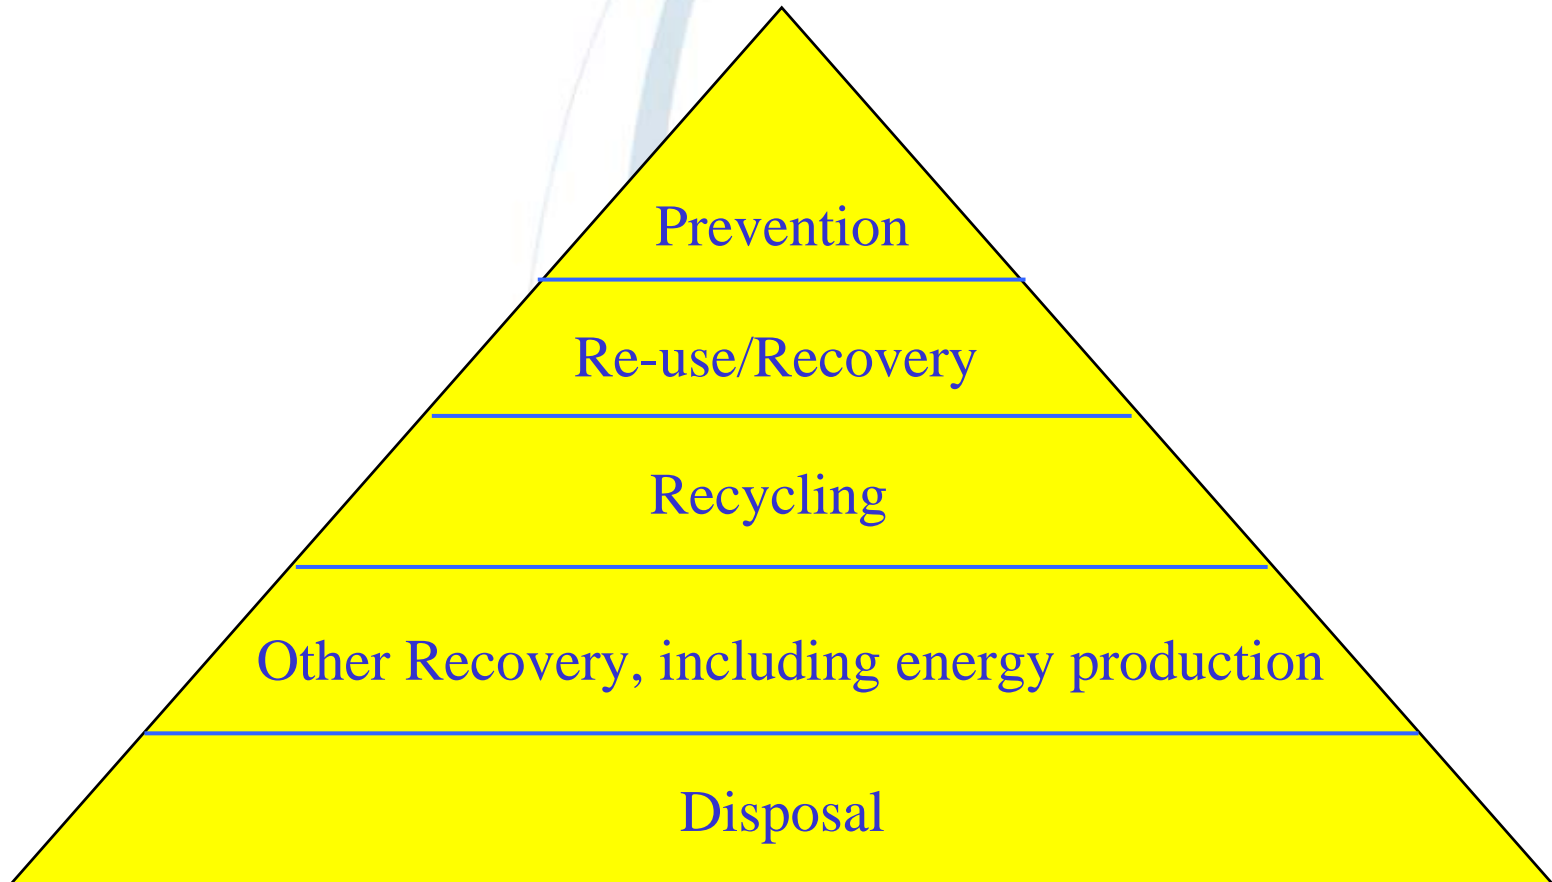 Prevention
Re-use/Recovery
Recycling
Other Recovery, including energy production
Disposal